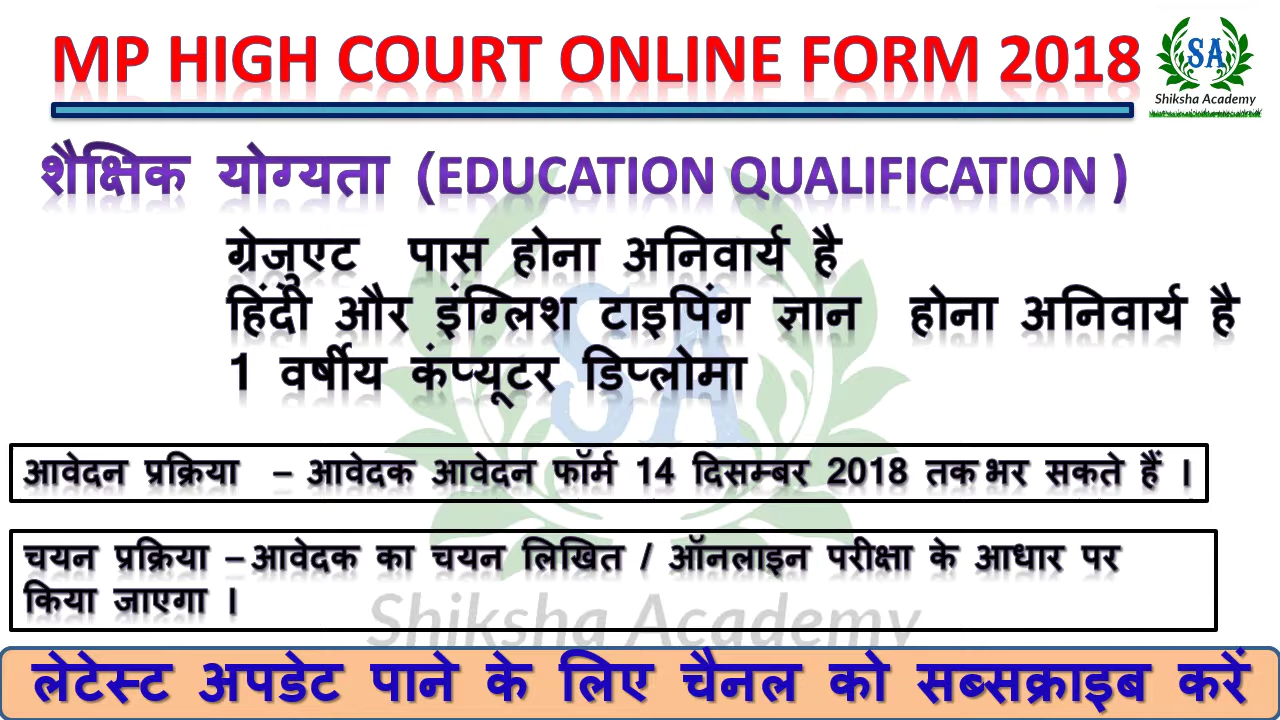 MP HIGH COURT ONLINE FORM 2018
SA
Shiksha Academy
शैक्षिक योग्यता (EDUCATION QUALIFICATION )
ग्रेजुएट पास होना अनिवार्य है
हिंदी और इंग्लिश टाइपिंग ज्ञान होना अनिवार्य है
1 वर्षीय कंप्यूटर डिप्लोमा
SA
आवेदन प्रक्रिया – आवेदक आवेदन फॉर्म 14 दिसम्बर 2018 तक भर सकते हैं ।
चयन प्रक्रिया – आवेदक का चयन लिखित / ऑनलाइन परीक्षा के आधार पर
किया जाएगा ।
Shiksha Academy
लेटेस्ट अपडेट पाने के लिए चैनल को सब्सक्राइब करें